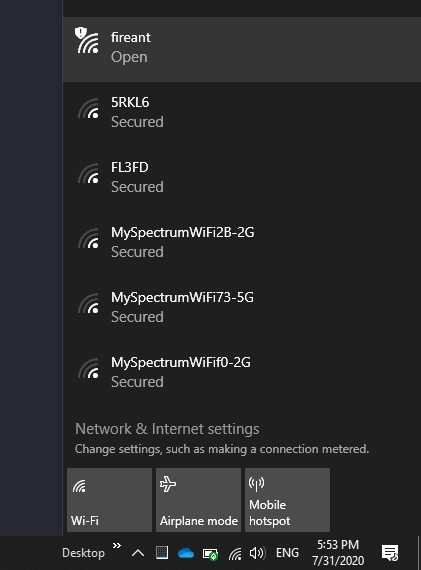 fireant
Open
5RKL6
Secured
FL3FD
Secured
MySpectrumWiFi2B-2G
Secured
MySpectrumWiFi73-5G
Secured
MySpectrumWiFif0-2G
Secured
Network & Internet settings
Change settings, such as making a connection metered.
Wi-Fi
Airplane mode
Mobile
hotspot
Desktop
ENG
5:53 PM
7/31/2020